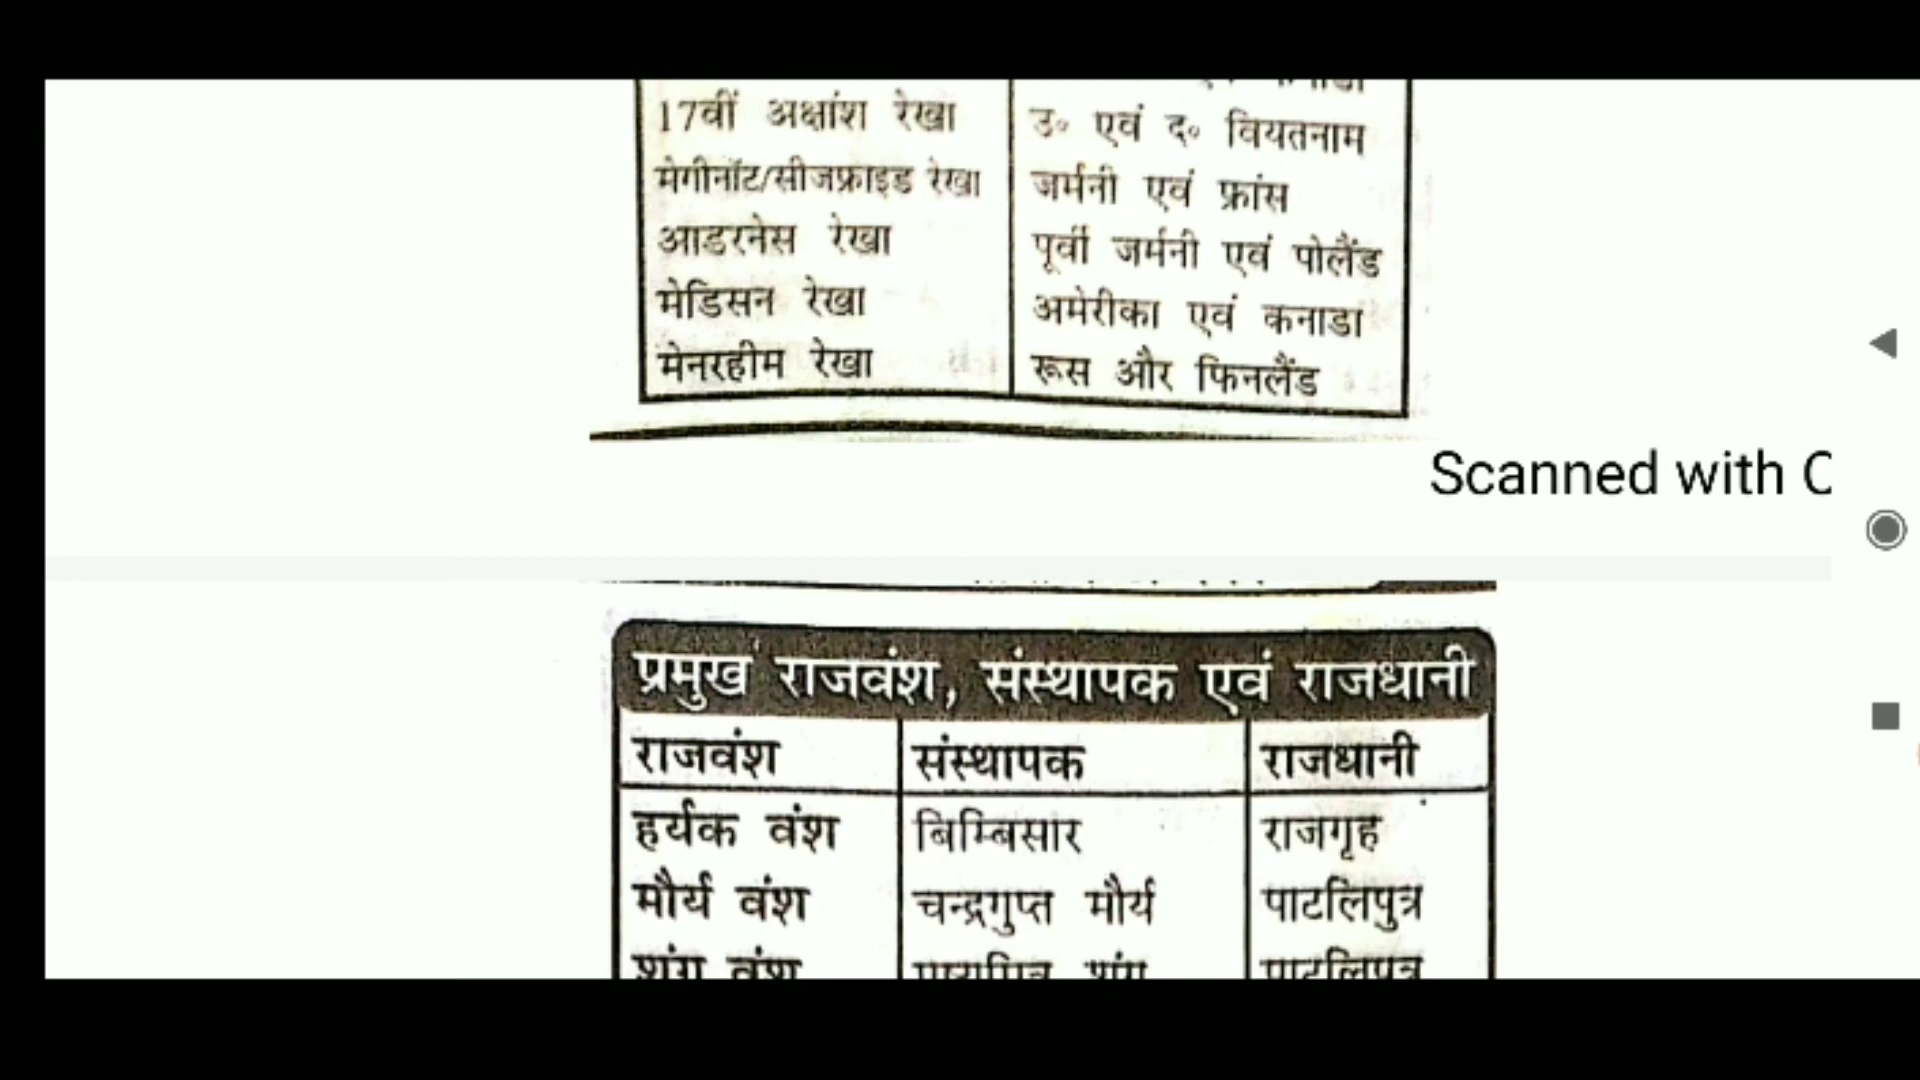 17वीं अक्षांश रेखा उ० एवं द० वियतनाम
मेगीनॉट/सीजफ्राइड रेखा जर्मनी एवं फ्रांस
आडरनेस रेखा पूर्वी जर्मनी एवं पोलैंड
मेडिसन रेखा अमेरीका एवं कनाडा
मेनरहीम रेखा रूस और फिनलैंड
Scanned with C
प्रमुख राजवंश, संस्थापक एवं राजधानी
राजवंश संस्थापक राजधानी
हर्यक वंश बिम्बिसार राजगृह
मौर्य वंश चन्द्रगुप्त मौर्य पाटलिपुत्र
शुंग वंश पुष्यमित्र शुंग पाटलिपुत्र